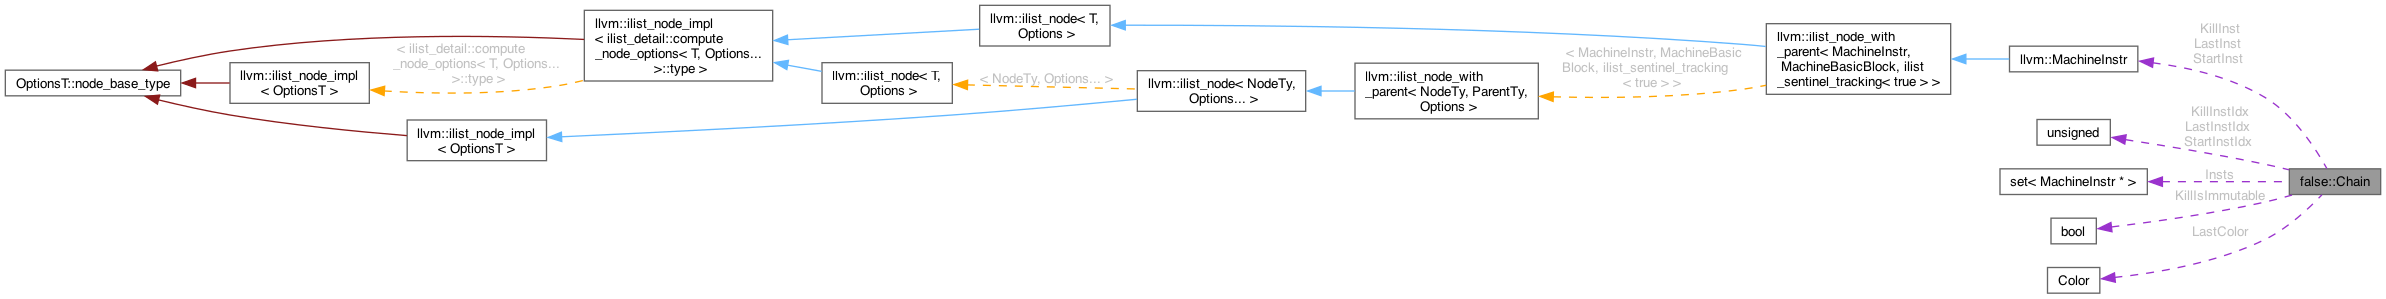 OptionsT::node_base_type
llvm::ilist_node_impl
< OptionsT >
< ilist_detail::compute
_node_options< T, Options...
>::type >
llvm::ilist_node_impl
< OptionsT >
llvm::ilist_node_impl
< ilist_detail::compute
_node_options< T, Options...
>::type >
llvm::ilist_node< T,
Options >
llvm::ilist_node< T,
Options >
< NodeTy, Options... >
llvm::ilist_node< NodeTy,
Options... >
llvm::ilist_node_with
_parent< NodeTy, ParentTy,
Options >
< MachineInstr, MachineBasic
Block, ilist_sentinel_tracking
< true > >
llvm::ilist_node_with
_parent< MachineInstr,
MachineBasicBlock, ilist
_sentinel_tracking< true > >
llvm::MachineInstr
KillInst
LastInst
StartInst
unsigned
KillInstIdx
LastInstIdx
StartInstIdx
set< MachineInstr * >
Insts
false::Chain
KillIsImmutable
bool
LastColor
Color